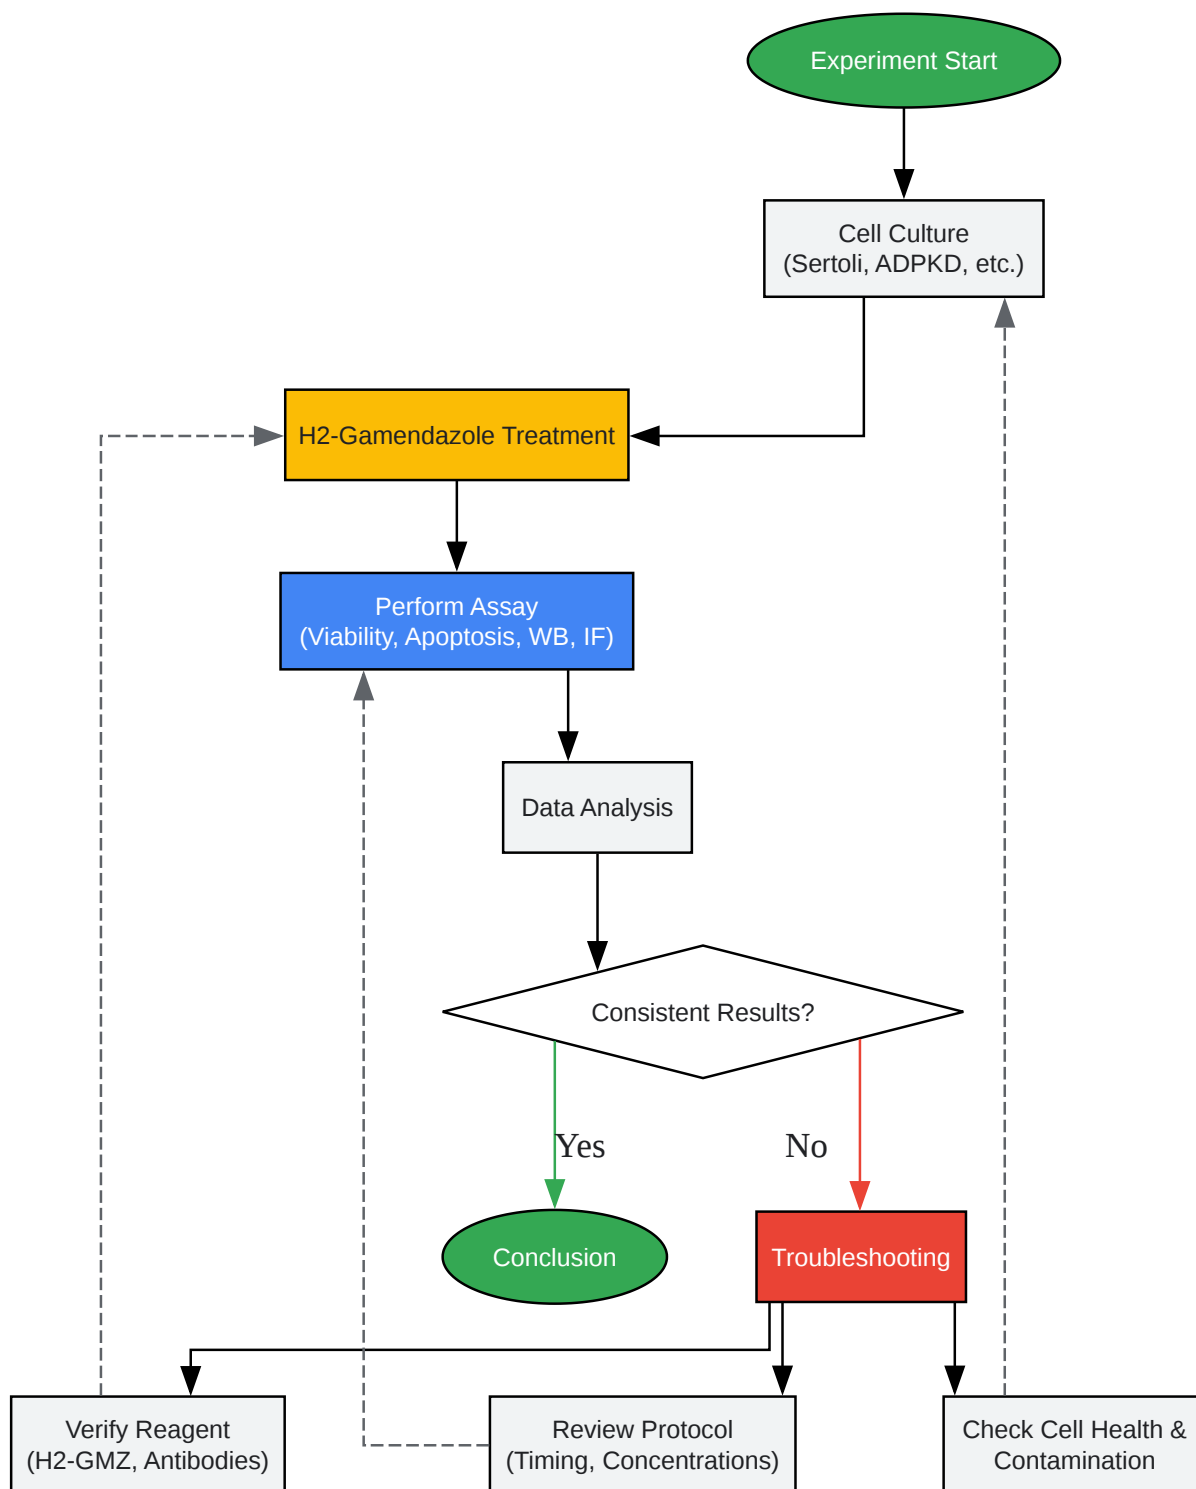 Experiment Start
Cell Culture
(Sertoli, ADPKD, etc.)
H2-Gamendazole Treatment
Perform Assay
(Viability, Apoptosis, WB, IF)
Data Analysis
Consistent Results?
Yes
No
Conclusion
Troubleshooting
Verify Reagent
(H2-GMZ, Antibodies)
Review Protocol
(Timing, Concentrations)
Check Cell Health &
Contamination